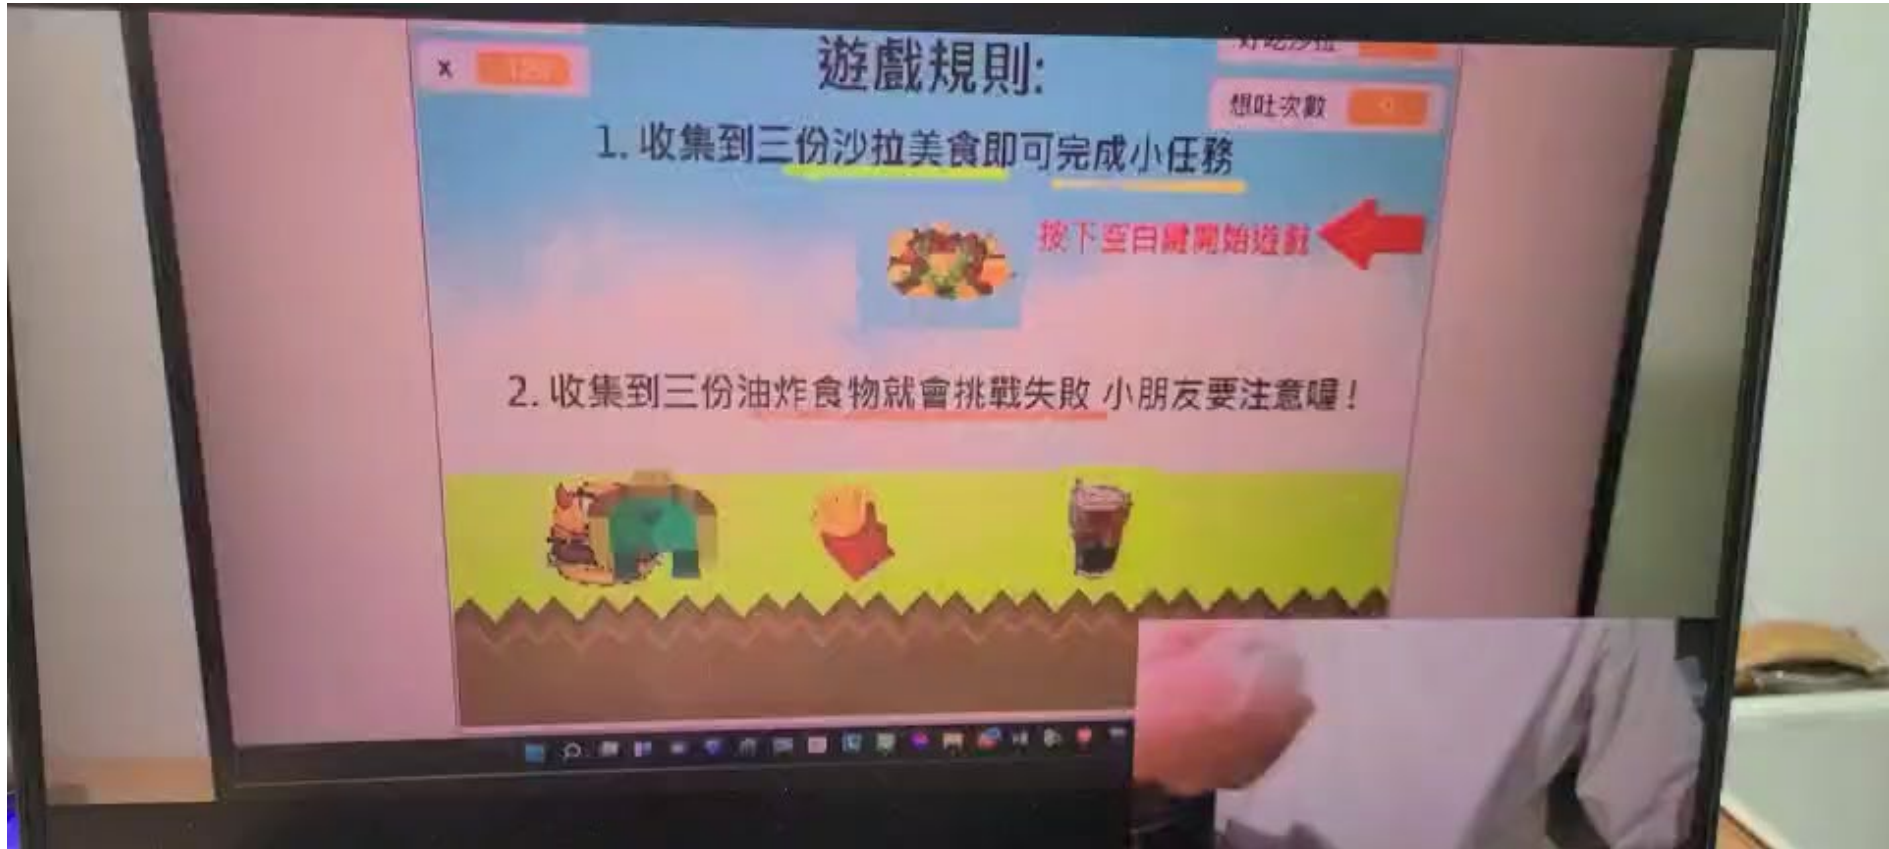 遊戲規則:
x
想吐次數
1. 收集到三份沙拉美食即可完成小任務
按下空白鍵開始遊戲
2. 收集到三份油炸食物就會挑戰失敗 小朋友要注意喔!